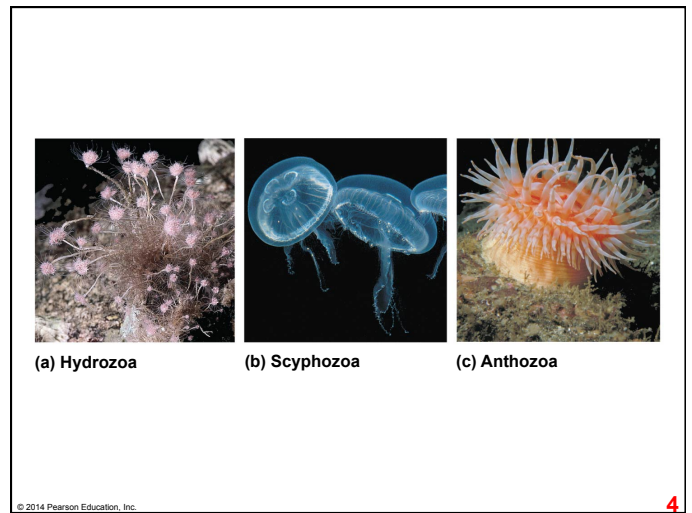 (a) Hydrozoa
(b) Scyphozoa
(c) Anthozoa
© 2014 Pearson Education, Inc.
4